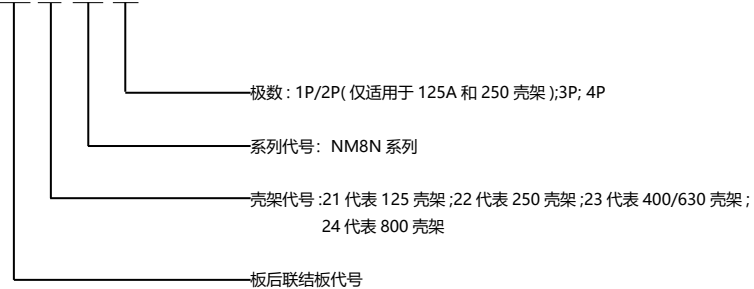 极数 : 1P/2P( 仅适用于 125A 和 250 壳架 );3P; 4P
系列代号：NM8N 系列
壳架代号 :21 代表 125 壳架 ;22 代表 250 壳架 ;23 代表 400/630 壳架 ;
24 代表 800 壳架
板后联结板代号